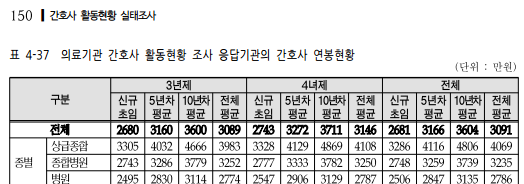 150 간호사 활동현황 실태조사
표 4-37 의료기관 간호사 활동현황 조사 응답기관의 간호사 연봉현황
(단위 : 만원)
구분 3년제 4녀제 전체
신규 초임 5년차 평균 10년차 평균 전체 평균 신규 초임 5년차 평균 10년차 평균 전체 평균 신규 초임 5년차 평균 10년차 평균 전체 평균
전체 2680 3160 3600 3089 2743 3272 3711 3146 2681 3166 3604 3091
종별 상급종합 3305 4032 4666 3983 3328 4129 4869 4108 3286 4116 4806 4069
종합병원 2743 3286 3779 3252 2777 3333 3782 3250 2748 3259 3739 3235
병원 2495 2830 3114 2774 2547 2906 3129 2787 2506 2847 3135 2786